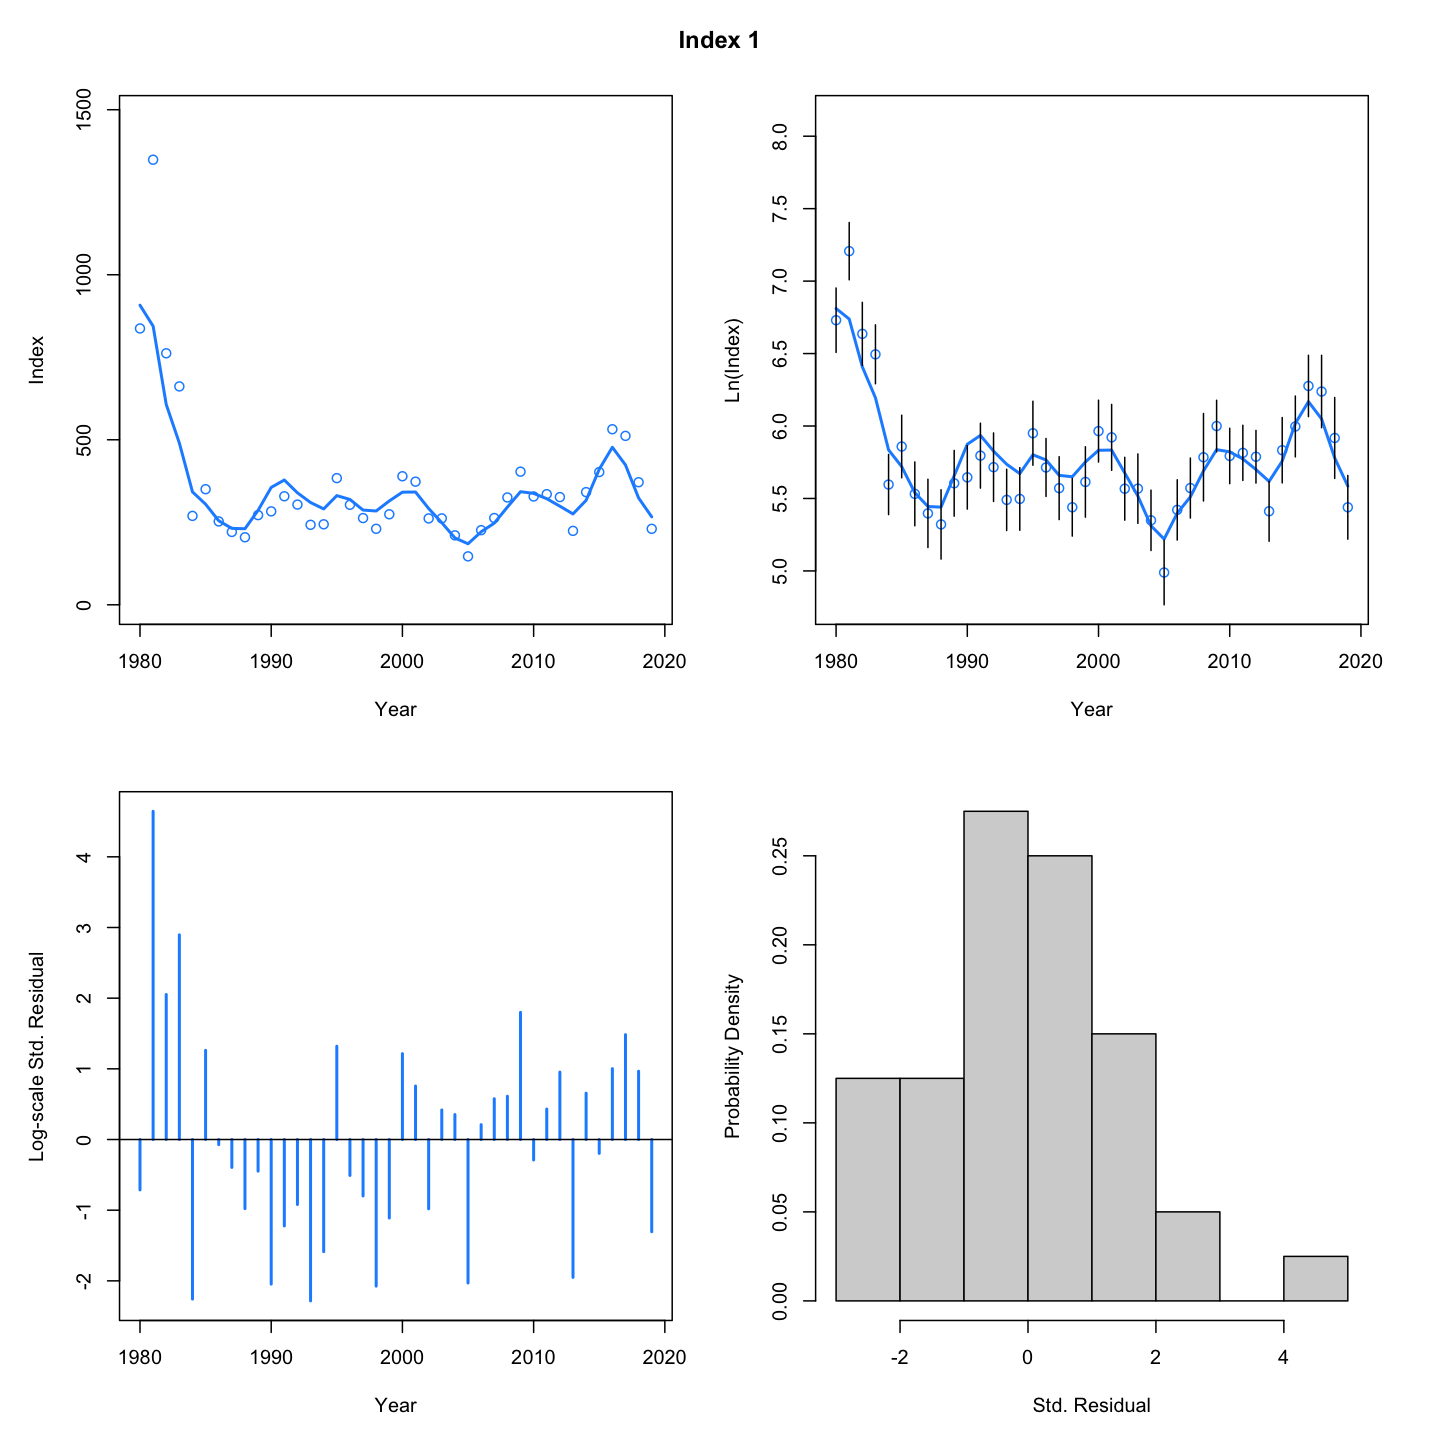 Index 1
Index
0 500 1000 1500
1980 1990 2000 2010 2020
Year
Ln(Index)
5.0 5.5 6.0 6.5 7.0 7.5 8.0
1980 1990 2000 2010 2020
Year
Log-scale Std. Residual
-2 -1 0 1 2 3 4
1980 1990 2000 2010 2020
Year
Probability Density
0.00 0.05 0.10 0.15 0.20 0.25
-2 0 2 4
Std. Residual